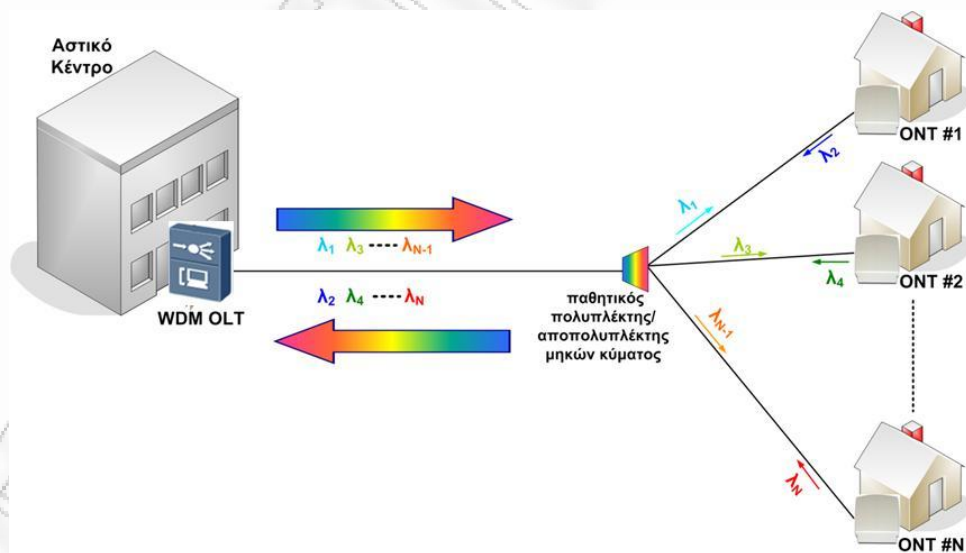 Αστικό
Κέντρο
WDM OLT
λ₁ λ₃ ---- λN-1
λ₂ λ₄ ----- λN
παθητικός
πολυπλέκτης/
αποπολυπλέκτης
μηκών κύματος
λ₁
λ₂
ONT #1
λ₃
λ₄
ONT #2
λN-1
λN
ONT #N